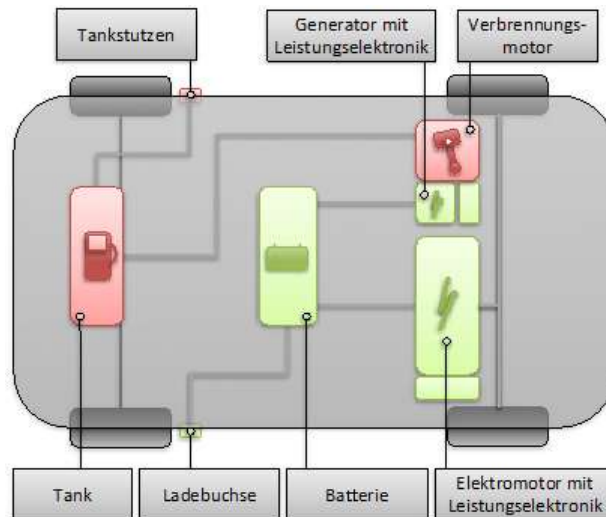 Tankstutzen
Generator mit
Leistungselektronik
Verbrennungs-
motor
Tank
Ladebuchse
Batterie
Elektromotor mit
Leistungselektronik